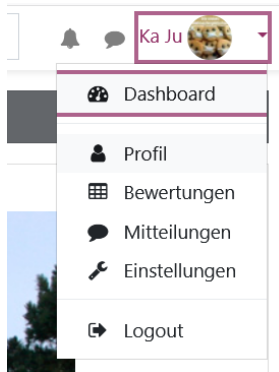 Ka Ju
Dashboard
Profil
Bewertungen
Mitteilungen
Einstellungen
Logout